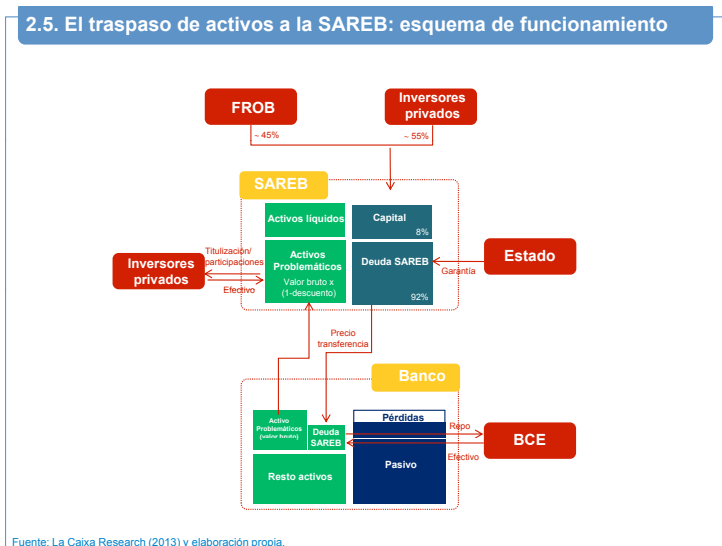 2.5. El traspaso de activos a la SAREB: esquema de funcionamiento
FROB
Inversores
privados
~ 45%
~ 55%
SAREB
Activos líquidos
Capital
8%
Inversores
privados
Titulización/
participaciones
Efectivo
Activos
Problemáticos
Valor bruto x
(1-descuento)
Deuda SAREB
92%
Garantía
Estado
Precio
transferencia
Banco
Activo
Problemáticos
(valor bruto)
Deuda
SAREB
Pérdidas
Repo
Efectivo
BCE
Resto activos
Pasivo
Fuente: La Caixa Research (2013) y elaboración propia.